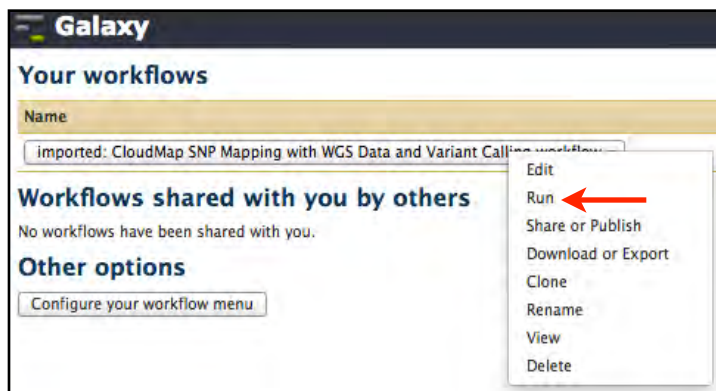 Galaxy
Your workflows
Name
imported: CloudMap SNP Mapping with WGS Data and Variant Calling workflow
Edit
Run
Share or Publish
Download or Export
Clone
Rename
View
Delete
Workflows shared with you by others
No workflows have been shared with you.
Other options
Configure your workflow menu